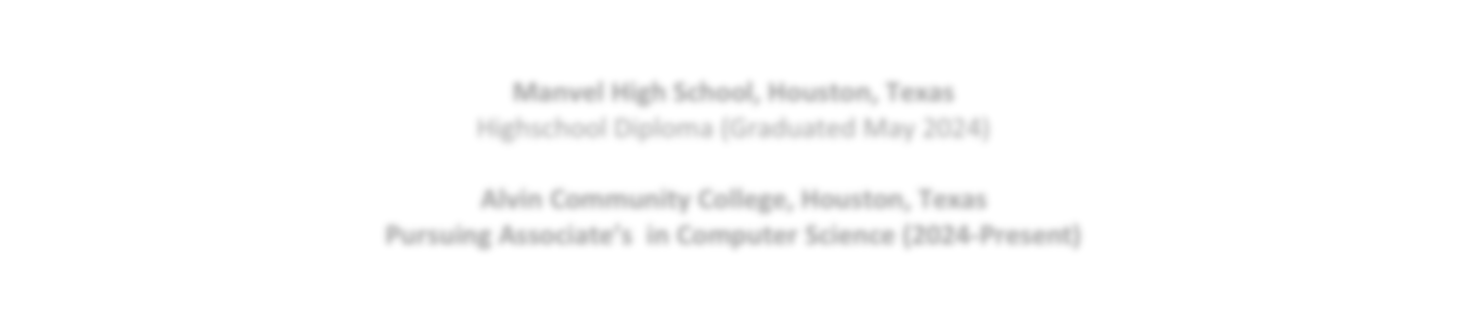 Manvel High School, Houston, Texas
Highschool Diploma (Graduated May 2024)
Alvin Community College, Houston, Texas
Pursuing Associate's  in Computer Science (2024-Present)